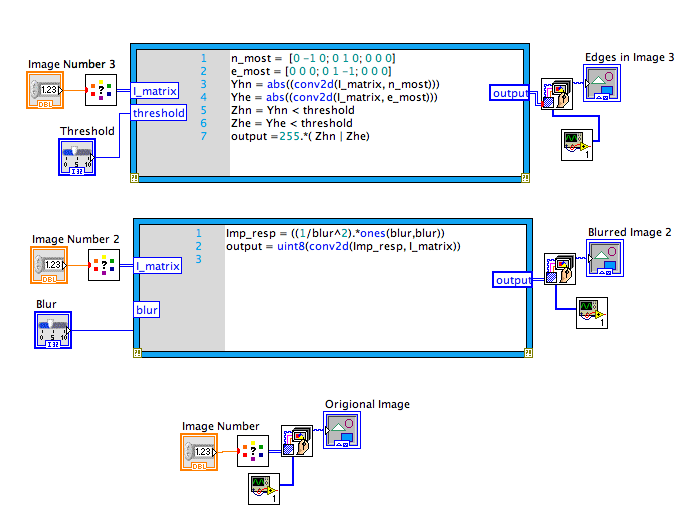 Image Number 3
1.23
DBL
? 
I_matrix
threshold
Threshold
0 5 10
I32
1 n_most = [0 -1 0; 0 1 0; 0 0 0]
2 e_most = [0 0 0; 0 1 -1; 0 0 0]
3 Yhn = abs((conv2d(I_matrix, n_most)))
4 Yhe = abs((conv2d(I_matrix, e_most)))
5 Zhn = Yhn < threshold
6 Zhe = Yhe < threshold
7 output =255.*( Zhn | Zhe)
output
Edges in Image 3
1
Image Number 2
1.23
DBL
?
I_matrix
Blur
0 5 10
I32
blur
1 Imp_resp = ((1/blur^2).*ones(blur,blur))
2 output = uint8(conv2d(Imp_resp, I_matrix))
3
output
Blurred Image 2
1
Image Number
1.23
DBL
?
Origional Image
1